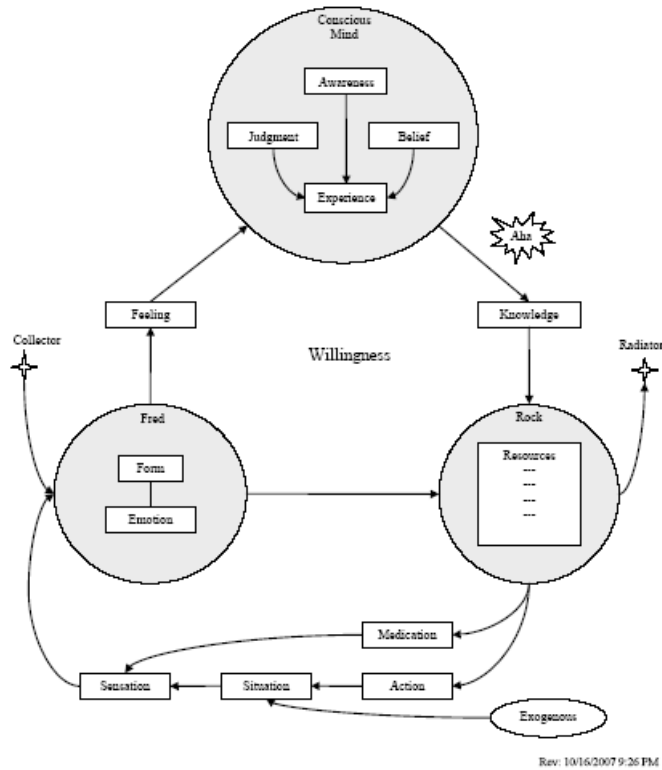 Conscious
Mind
Awareness
Judgment
Belief
Experience
Aha
Feeling
Knowledge
Collector
Willingness
Radiator
Fred
Rock
Form
Resources
---
---
---
---
Emotion
Medication
Sensation
Situation
Action
Exogenous
Rev: 10/16/2007 9:26 PM